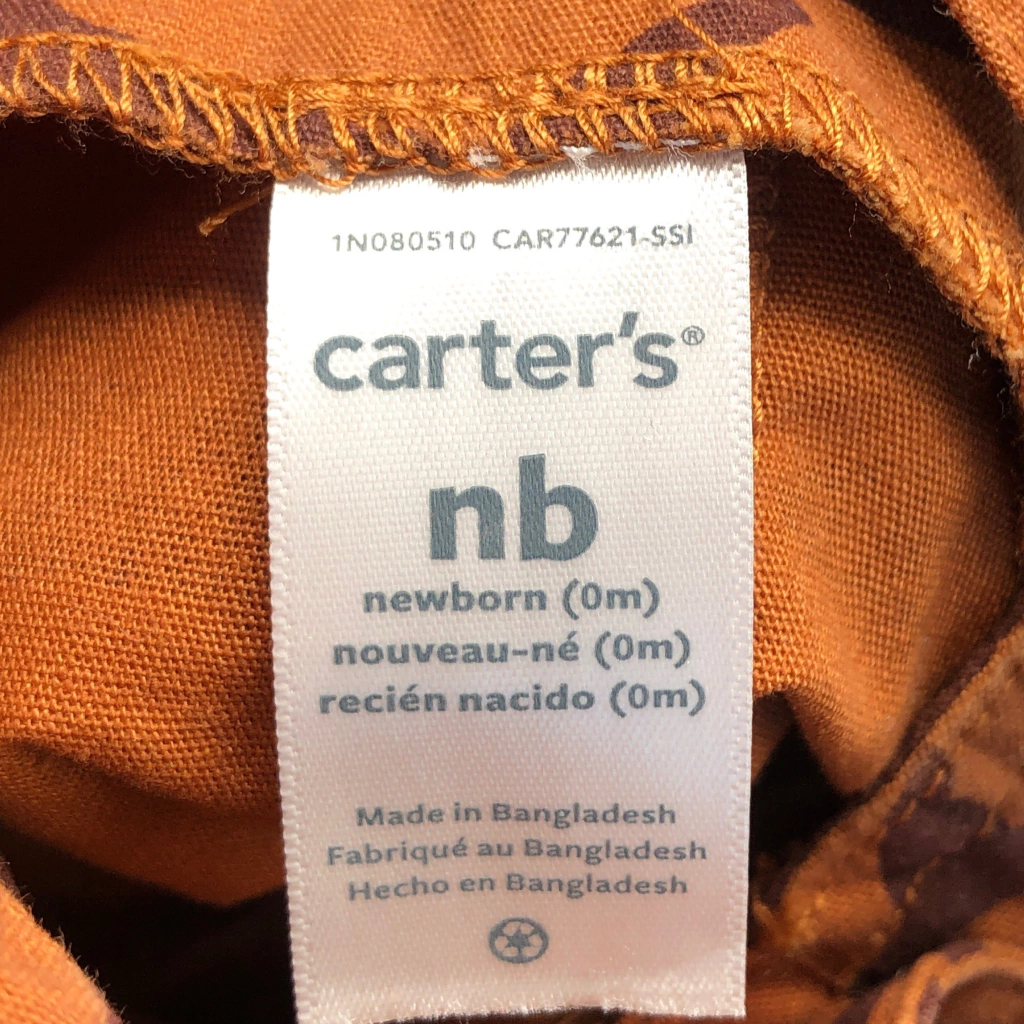 1N080510 CAR77621-SSI
carter's®
nb
newborn (0m)
nouveau-né (0m)
recién nacido (0m)
Made in Bangladesh
Fabriqué au Bangladesh
Hecho en Bangladesh